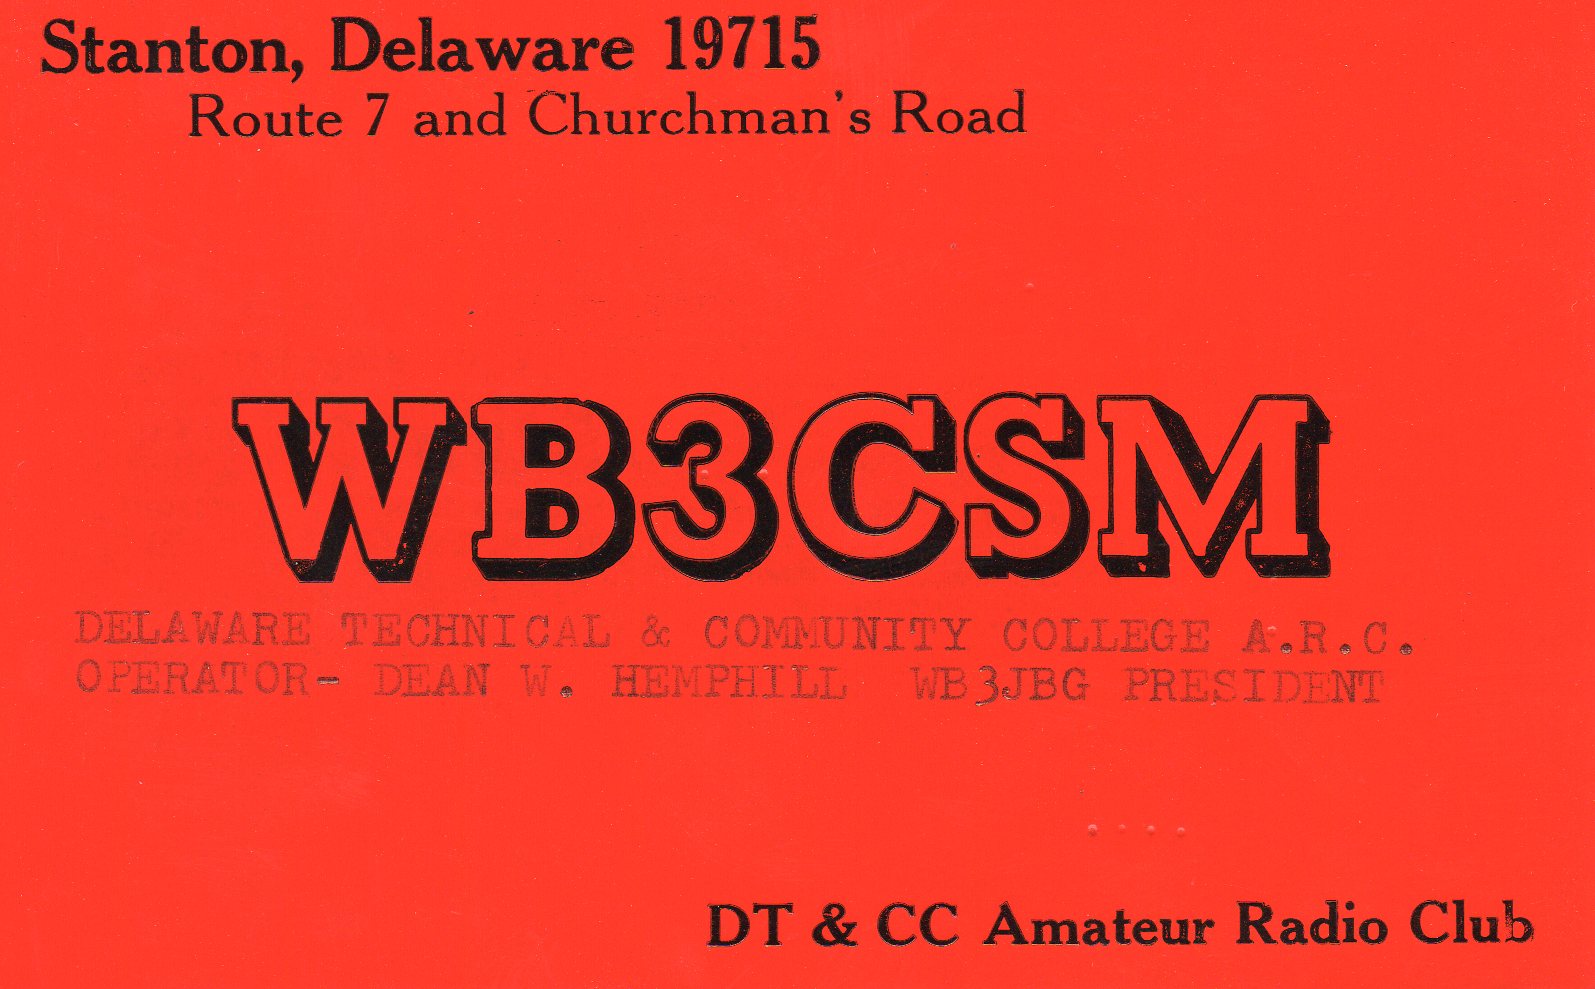 Stanton, Delaware 19715
Route 7 and Churchman's Road
WB3CSM
DELAWARE TECHNICAL & COMMUNITY COLLEGE A.R.C.
OPERATOR- DEAN W. HEMPHILL WB3JBG PRESIDENT
DT & CC Amateur Radio Club